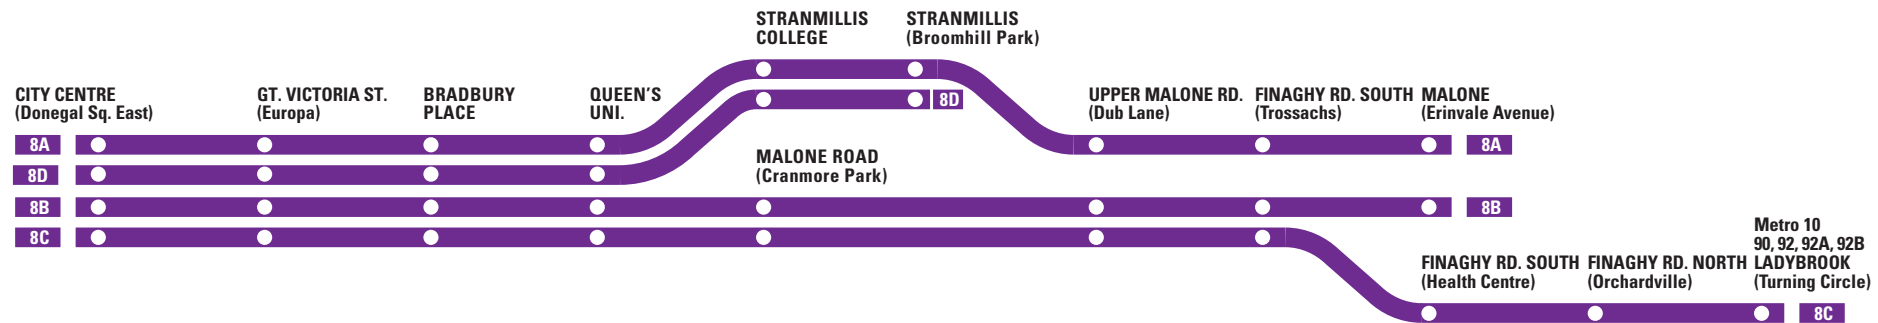 STRANMILLIS
COLLEGE
STRANMILLIS
(Broomhill Park)
CITY CENTRE
(Donegal Sq. East)
GT. VICTORIA ST.
(Europa)
BRADBURY
PLACE
QUEEN'S
UNI.
8D
UPPER MALONE RD.
(Dub Lane)
FINAGHY RD. SOUTH
(Trossachs)
MALONE
(Erinvale Avenue)
8A
8A
8D
MALONE ROAD
(Cranmore Park)
8B
8B
8C
FINAGHY RD. SOUTH
(Health Centre)
FINAGHY RD. NORTH
(Orchardville)
Metro 10
90, 92, 92A, 92B
LADYBROOK
(Turning Circle)
8C